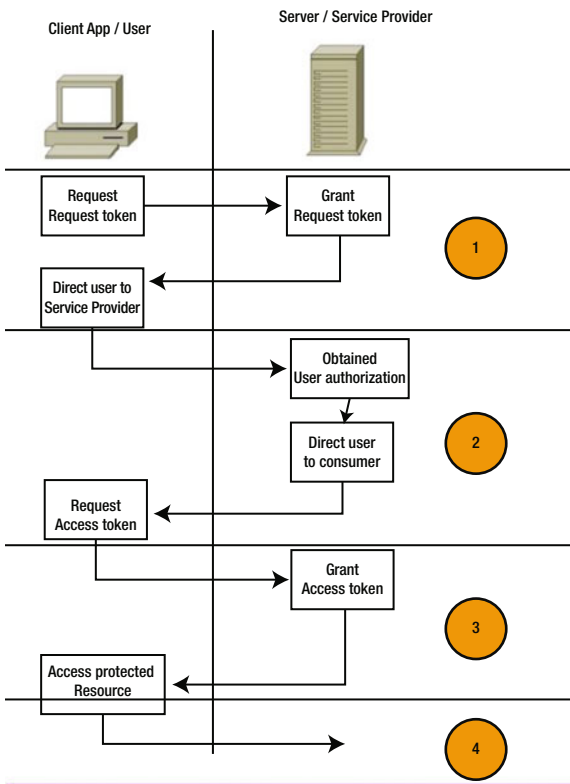 Client App / User
Server / Service Provider
Request
Request token
Grant
Request token
1
Direct user to
Service Provider
Obtained
User authorization
Direct user
to consumer
2
Request
Access token
Grant
Access token
3
Access protected
Resource
4